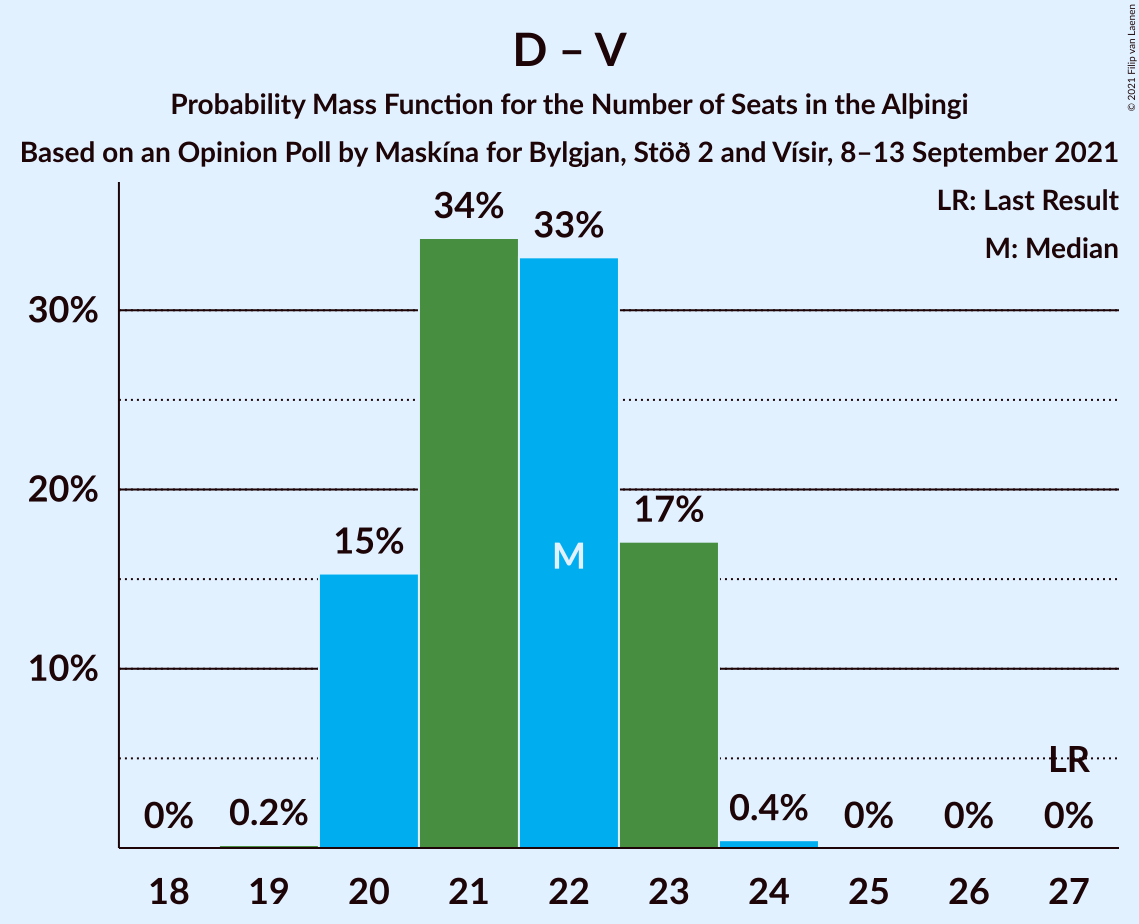 D – V
Probability Mass Function for the Number of Seats in the Alþingi
Based on an Opinion Poll by Maskína for Bylgjan, Stöð 2 and Vísir, 8–13 September 2021
© 2021 Filip van Laenen
LR: Last Result
M: Median
34%
33%
30%
20%
17%
15%
M
10%
LR
0% 0.2% 0.4% 0% 0% 0%
18 19 20 21 22 23 24 25 26 27